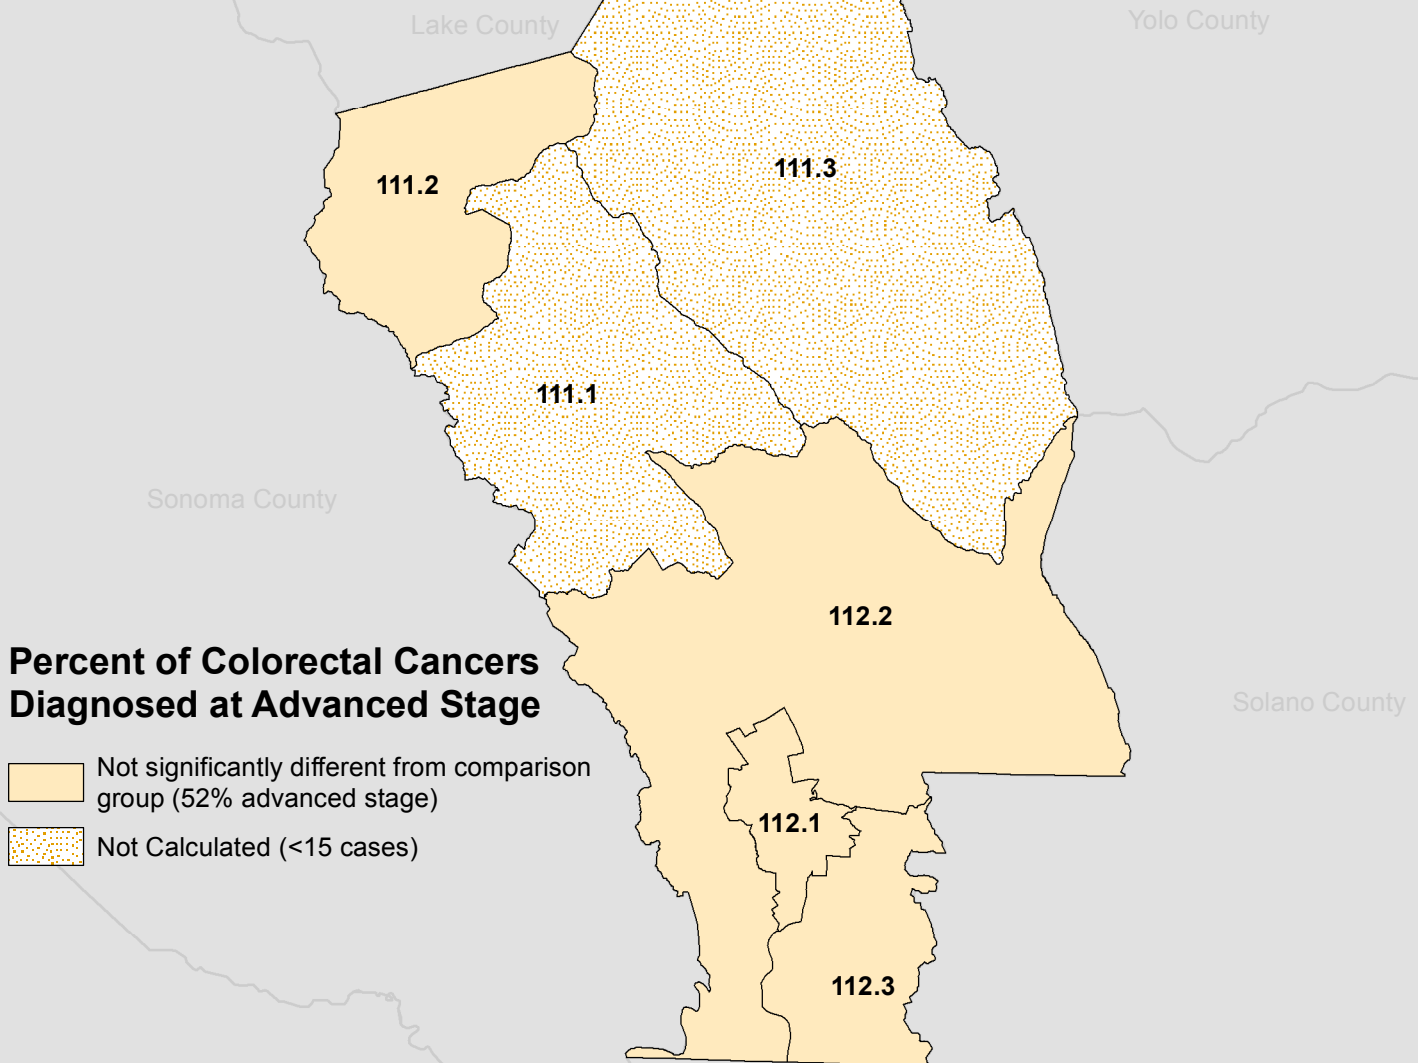 Lake County
Yolo County
111.3
111.2
111.1
Sonoma County
112.2
Percent of Colorectal Cancers
Diagnosed at Advanced Stage
Solano County
Not significantly different from comparison
group (52% advanced stage)
112.1
Not Calculated (<15 cases)
112.3